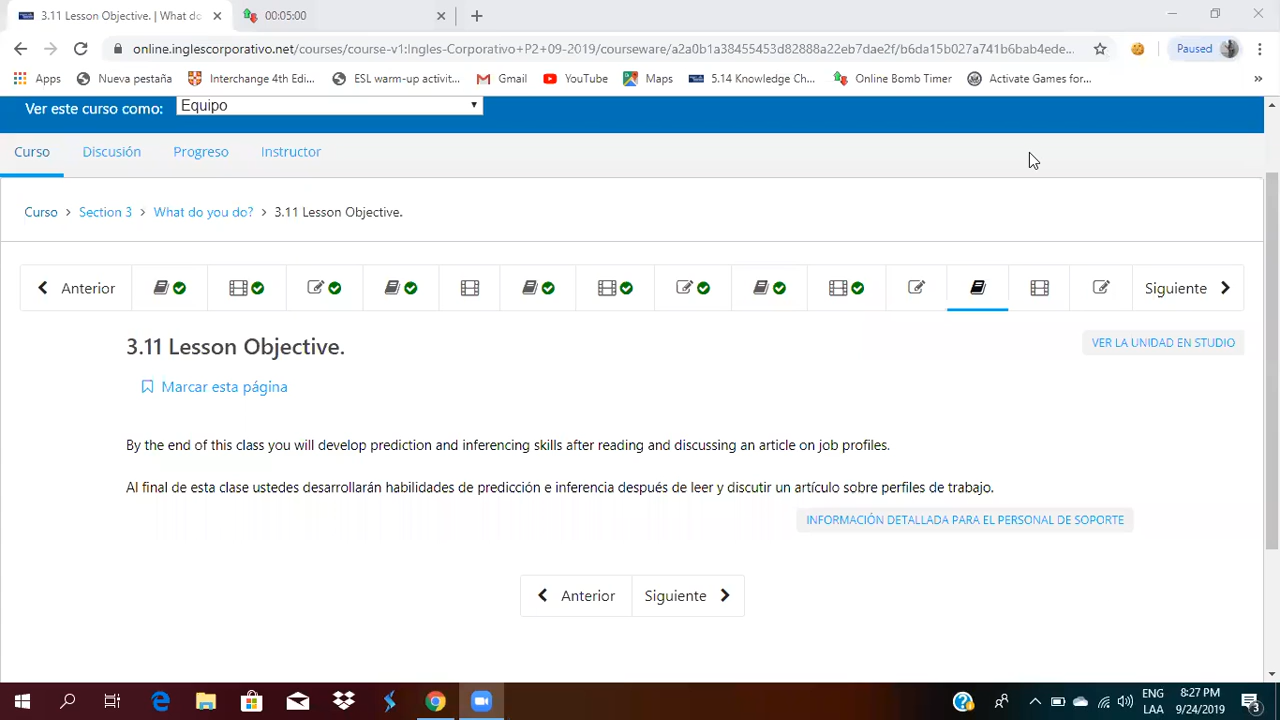 3.11 Lesson Objective. | What do
00:05:00
online.inglescorporativo.net/courses/course-v1:Ingles-Corporativo+P2+09-2019/courseware/a2a0b1a38455453d82885a22eb7dae2f/b6da15b027a741b6bab4ede...
Paused
Apps
Nueva pestaña
Interchange 4th Edi...
ESL warm-up activit...
Gmail
YouTube
Maps
5.14 Knowledge Ch...
Online Bomb Timer
Activate Games for...
»
Ver este curso como:
Equipo
Curso
Discusión
Progreso
Instructor
Curso > Section 3 > What do you do? > 3.11 Lesson Objective.
Anterior
Siguiente
3.11 Lesson Objective.
VER LA UNIDAD EN STUDIO
Marcar esta página
By the end of this class you will develop prediction and inferencing skills after reading and discussing an article on job profiles.
Al final de esta clase ustedes desarrollarán habilidades de predicción e inferencia después de leer y discutir un artículo sobre perfiles de trabajo.
INFORMACIÓN DETALLADA PARA EL PERSONAL DE SOPORTE
Anterior
Siguiente
ENG
LAA
8:27 PM
9/24/2019
3